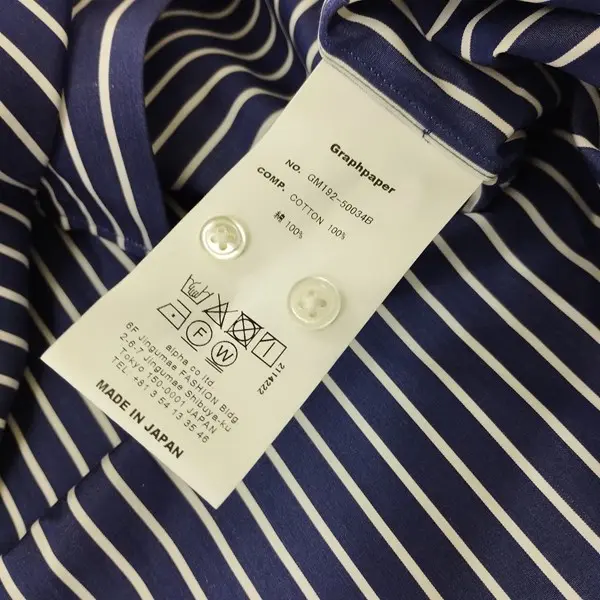 Graphpaper
NO. GM192-50034B
COMP. COTTON 100%
綿 100%
F W
2114222
alpha co ltd.
6F Jingumae FASHION Bldg
2-6-7 Jingumae Shibuya-ku
Tokyo 150-0001 JAPAN
TEL +81 3 54 13 35 46
MADE IN JAPAN